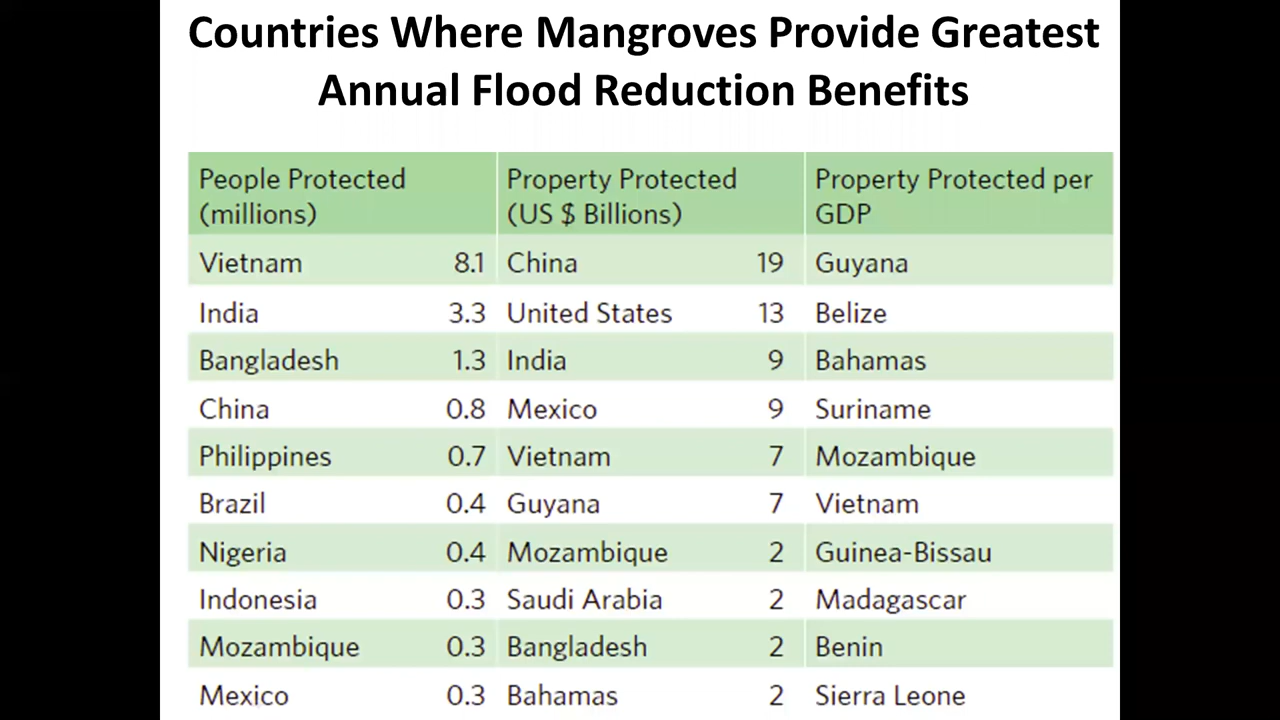 Countries Where Mangroves Provide Greatest
Annual Flood Reduction Benefits
People Protected (millions) Property Protected (US $ Billions) Property Protected per GDP
Vietnam 8.1 China 19 Guyana
India 3.3 United States 13 Belize
Bangladesh 1.3 India 9 Bahamas
China 0.8 Mexico 9 Suriname
Philippines 0.7 Vietnam 7 Mozambique
Brazil 0.4 Guyana 7 Vietnam
Nigeria 0.4 Mozambique 2 Guinea-Bissau
Indonesia 0.3 Saudi Arabia 2 Madagascar
Mozambique 0.3 Bangladesh 2 Benin
Mexico 0.3 Bahamas 2 Sierra Leone